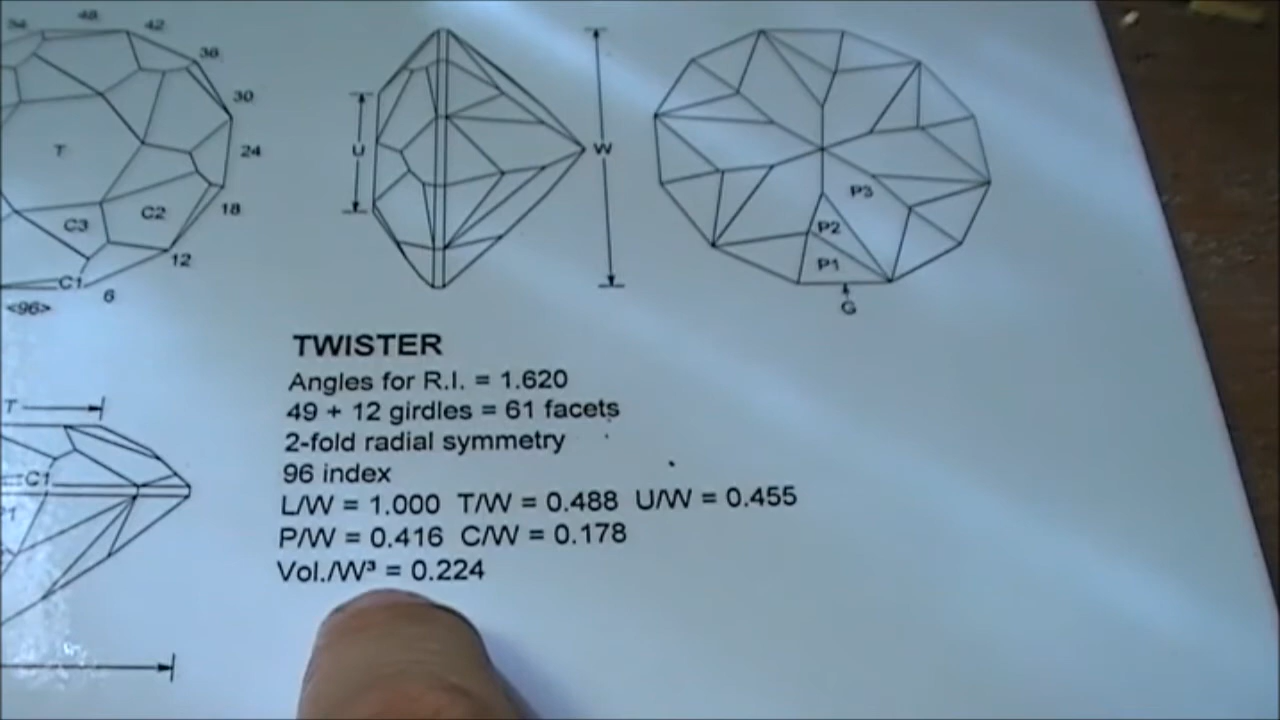 48
42
36
30
24
18
12
6
<96>
T
C3
C2
C1
U
W
P3
P2
P1
G
TWISTER
Angles for R.I. = 1.620
49 + 12 girdles = 61 facets
2-fold radial symmetry
96 index
L/W = 1.000 T/W = 0.488 U/W = 0.455
P/W = 0.416 C/W = 0.178
Vol./W³ = 0.224
T
C1